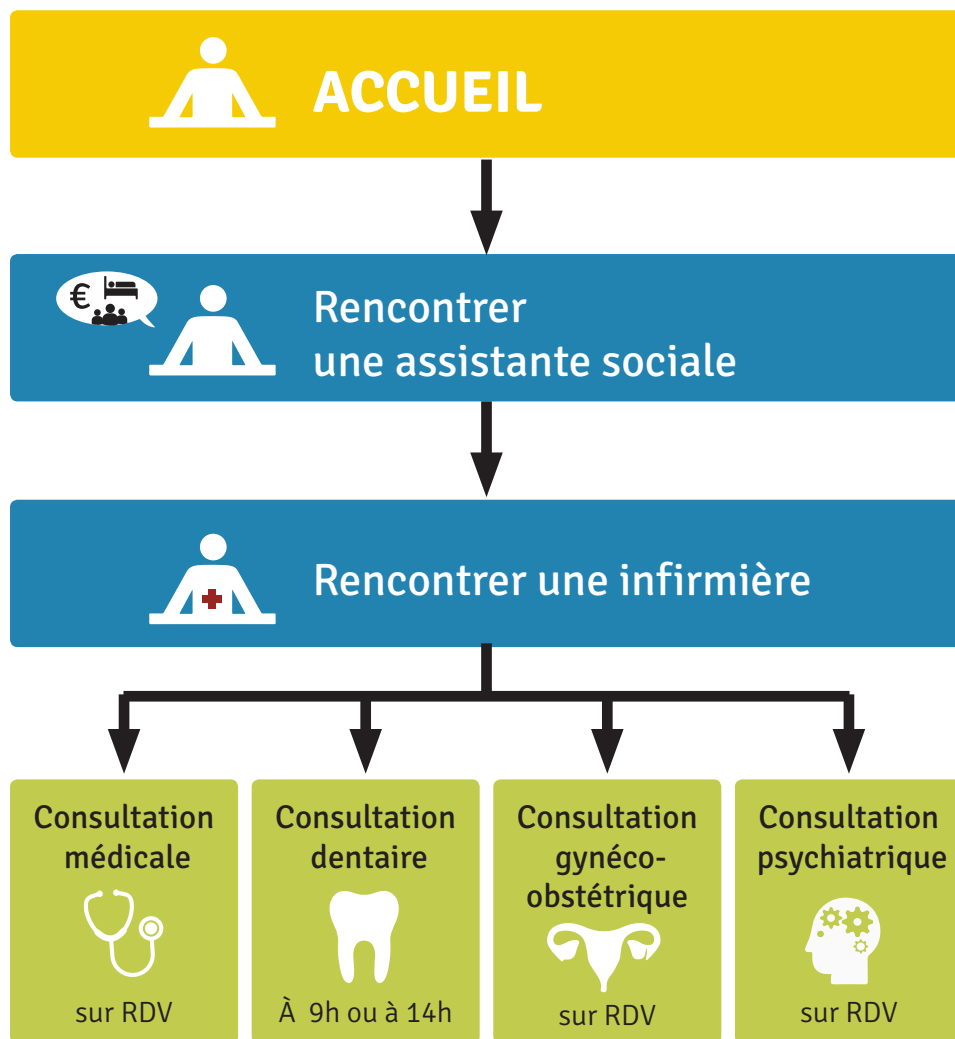 ACCUEIL
€
Rencontrer
une assistante sociale
Rencontrer une infirmière
Consultation
médicale
sur RDV
Consultation
dentaire
À 9h ou à 14h
Consultation
gynéco-
obstétrique
sur RDV
Consultation
psychiatrique
sur RDV